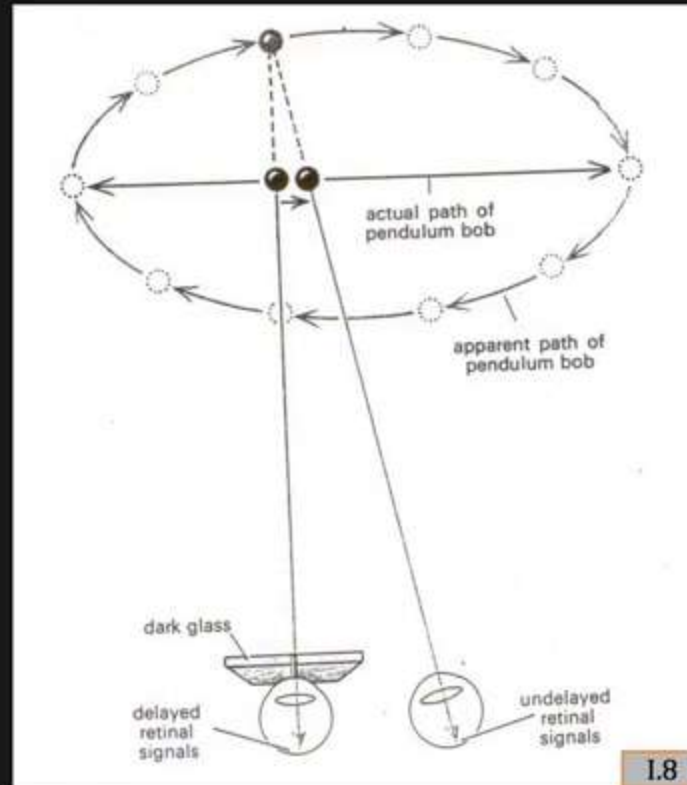 actual path of
pendulum bob
apparent path of
pendulum bob
dark glass
delayed
retinal
signals
undelayed
retinal
signals
I.8